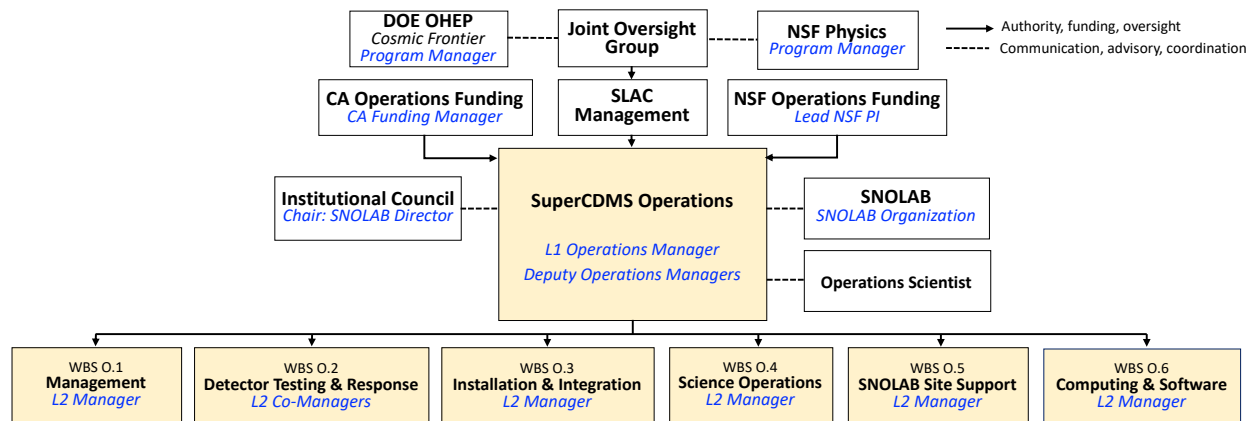 DOE OHEP
Cosmic Frontier
Program Manager
Joint Oversight
Group
NSF Physics
Program Manager
Authority, funding, oversight
Communication, advisory, coordination
CA Operations Funding
CA Funding Manager
SLAC
Management
NSF Operations Funding
Lead NSF PI
Institutional Council
Chair: SNOLAB Director
SuperCDMS Operations
L1 Operations Manager
Deputy Operations Managers
SNOLAB
SNOLAB Organization
Operations Scientist
WBS O.1
Management
L2 Manager
WBS O.2
Detector Testing & Response
L2 Co-Managers
WBS O.3
Installation & Integration
L2 Manager
WBS O.4
Science Operations
L2 Manager
WBS O.5
SNOLAB Site Support
L2 Manager
WBS O.6
Computing & Software
L2 Manager